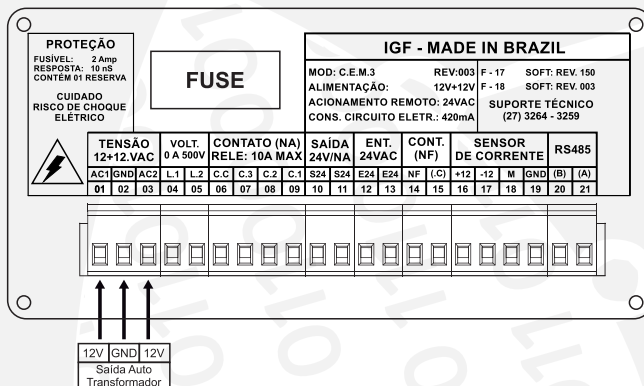 PROTEÇÃO
FUSÍVEL: 2 Amp
RESPOSTA: 10 nS
CONTÉM 01 RESERVA
CUIDADO
RISCO DE CHOQUE
ELÉTRICO
FUSE
IGF - MADE IN BRAZIL
MOD: C.E.M.3 REV:003
ALIMENTAÇÃO: 12V+12V
ACIONAMENTO REMOTO: 24VAC
CONS. CIRCUITO ELETR.: 420mA
F - 17 SOFT: REV. 150
F - 18 SOFT: REV. 003
SUPORTE TÉCNICO
(27) 3264 - 3259
TENSÃO
12+12.VAC
VOLT.
0 A 500V
CONTATO (NA)
RELE: 10A MAX
SAÍDA
24V/NA
ENT.
24VAC
CONT.
(NF)
SENSOR
DE CORRENTE
RS485
AC1 GND AC2 L.1 L.2 C.C C.3 C.2 C.1 S24 S24 E24 E24 NF (.C) +12 -12 M GND (B) (A)
01 02 03 04 05 06 07 08 09 10 11 12 13 14 15 16 17 18 19 20 21
12V GND 12V
Saída Auto
Transformador